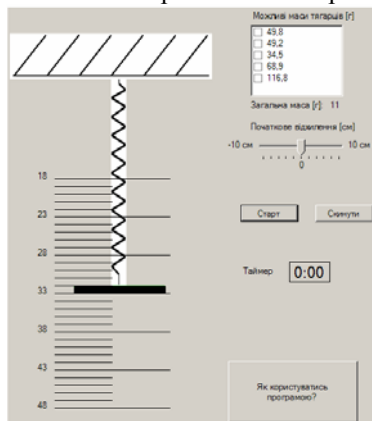 Можливі маси тягарців [г]
49,8
49,2
34,5
68,9
116,8
Загальна маса [г]: 11
Початкове відхилення [см]
-10 см 10 см
0
Старт Скинути
Таймер 0:00
18
23
28
33
38
43
48
Як користуватись
програмою?